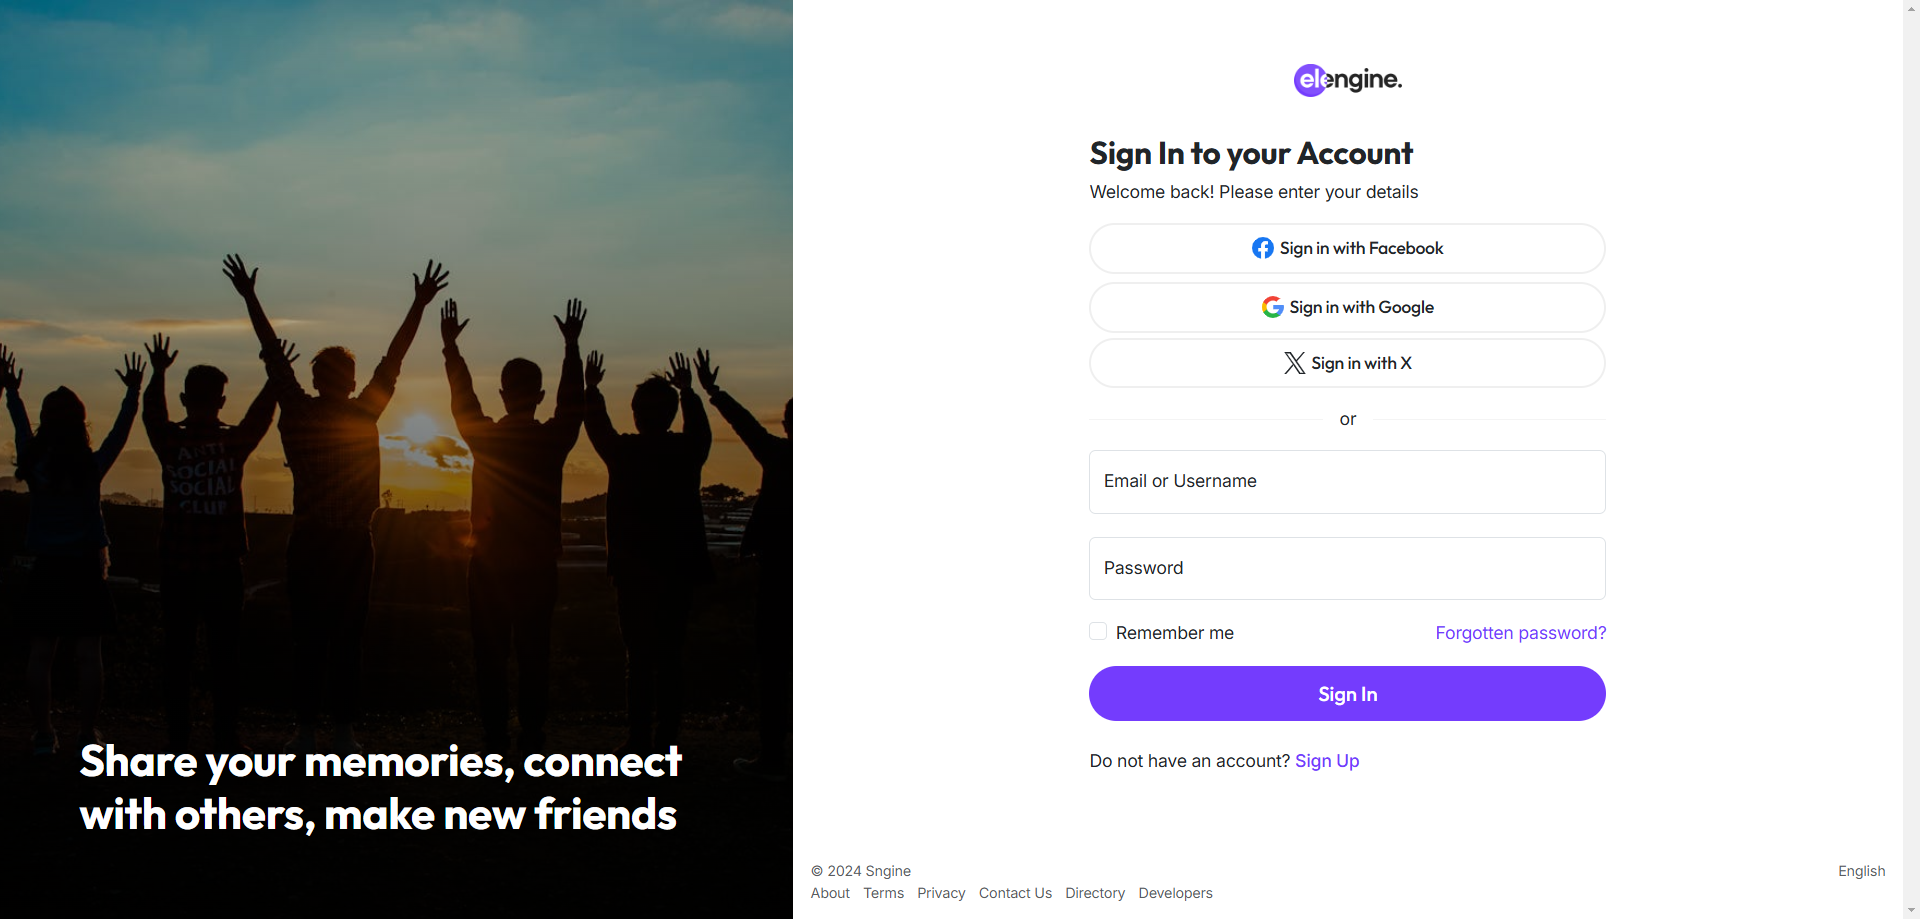 ANTI
SOCIAL
SOCIAL
CLUP
Share your memories, connect
with others, make new friends
elengine.
Sign In to your Account
Welcome back! Please enter your details
Sign in with Facebook
Sign in with Google
Sign in with X
or
Email or Username
Password
Remember me
Forgotten password?
Sign In
Do not have an account? Sign Up
© 2024 Sngine
English
About Terms Privacy Contact Us Directory Developers